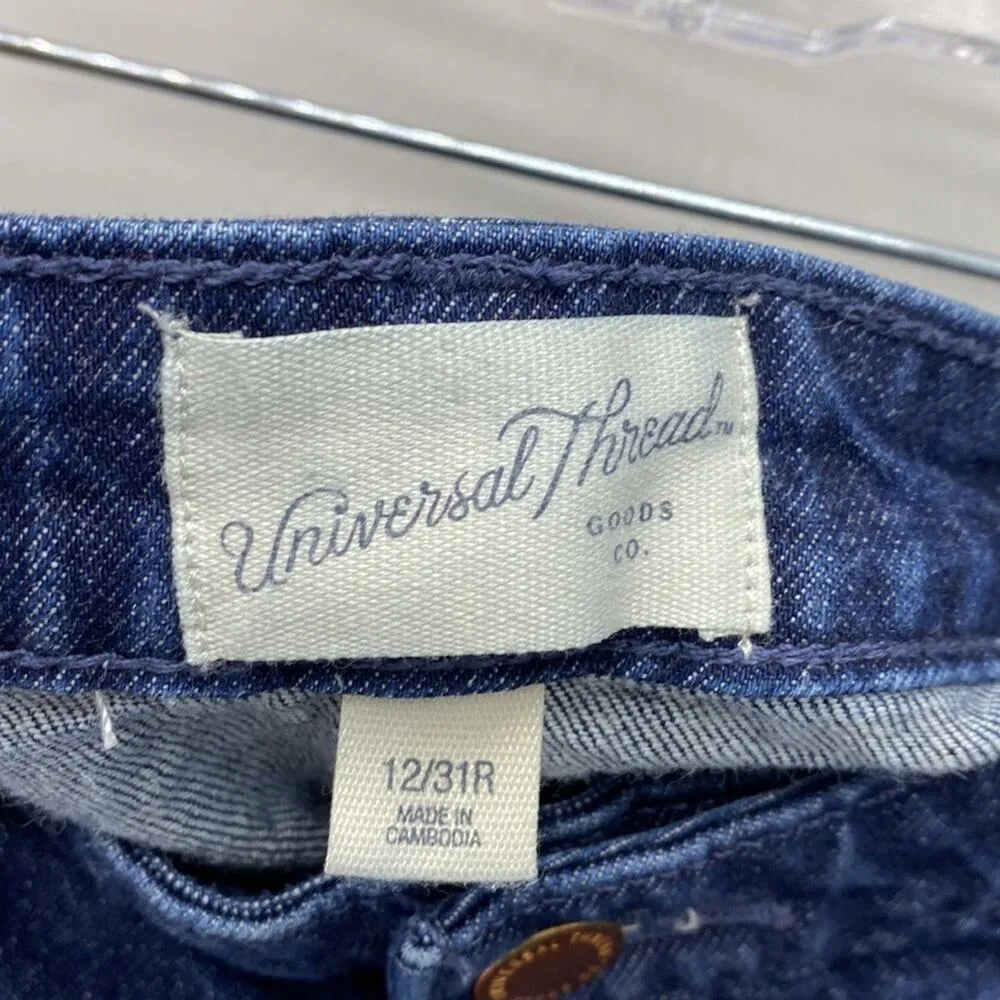 Universal Thread™
GOODS
CO.
12/31R
MADE IN
CAMBODIA